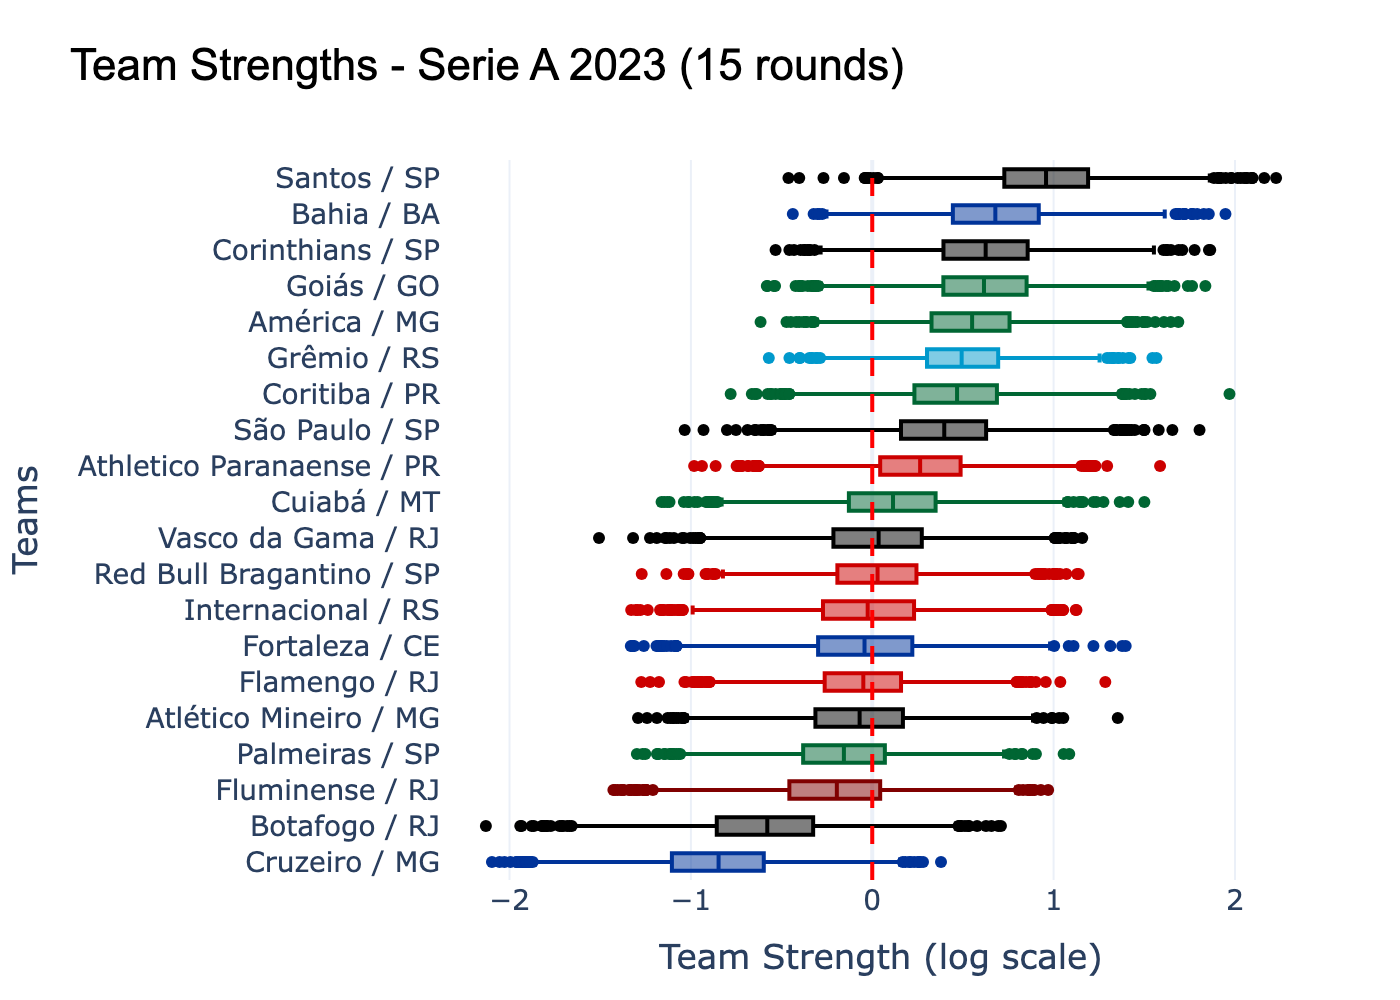 Team Strengths - Serie A 2023 (15 rounds)
Teams
Santos / SP
Bahia / BA
Corinthians / SP
Goiás / GO
América / MG
Grêmio / RS
Coritiba / PR
São Paulo / SP
Athletico Paranaense / PR
Cuiabá / MT
Vasco da Gama / RJ
Red Bull Bragantino / SP
Internacional / RS
Fortaleza / CE
Flamengo / RJ
Atlético Mineiro / MG
Palmeiras / SP
Fluminense / RJ
Botafogo / RJ
Cruzeiro / MG
−2 −1 0 1 2
Team Strength (log scale)